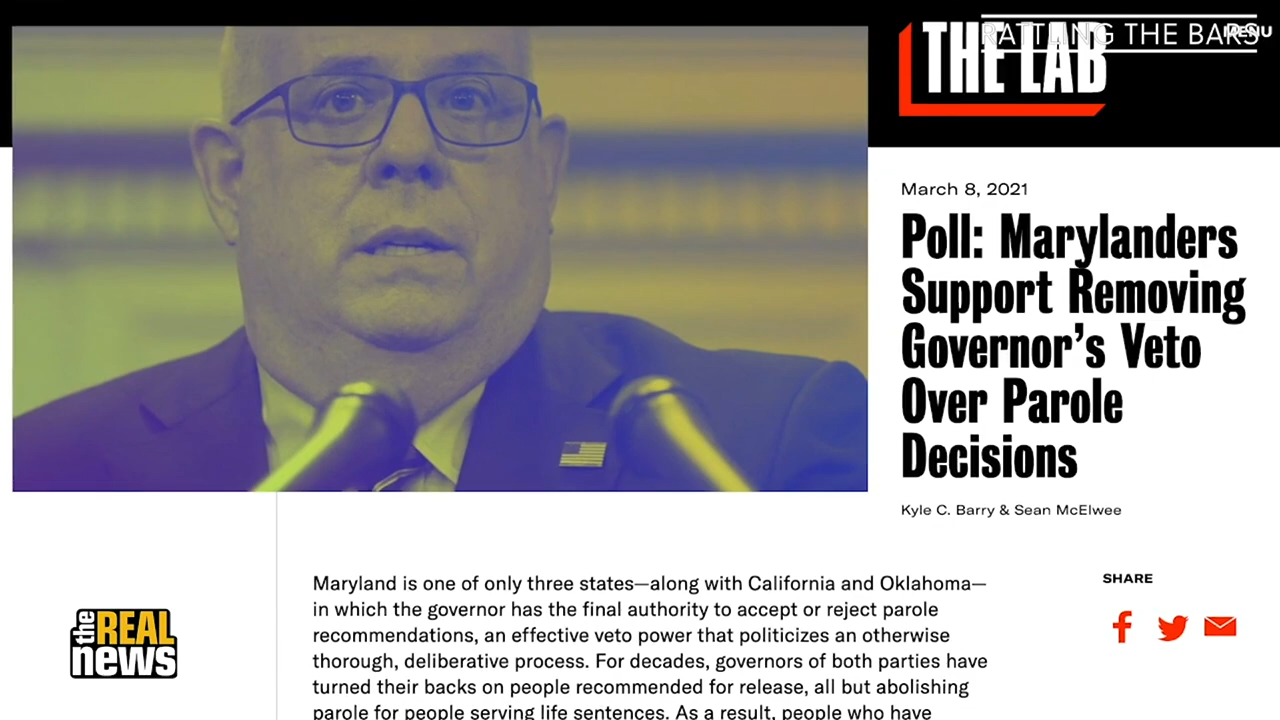 RATTLING THE BARS
MENU
THE LAB
March 8, 2021
Poll: Marylanders
Support Removing
Governor’s Veto
Over Parole
Decisions
Kyle C. Barry & Sean McElwee
Maryland is one of only three states—along with California and Oklahoma—
in which the governor has the final authority to accept or reject parole
recommendations, an effective veto power that politicizes an otherwise
thorough, deliberative process. For decades, governors of both parties have
turned their backs on people recommended for release, all but abolishing
parole for people serving life sentences. As a result, people who have
SHARE
the REAL
news